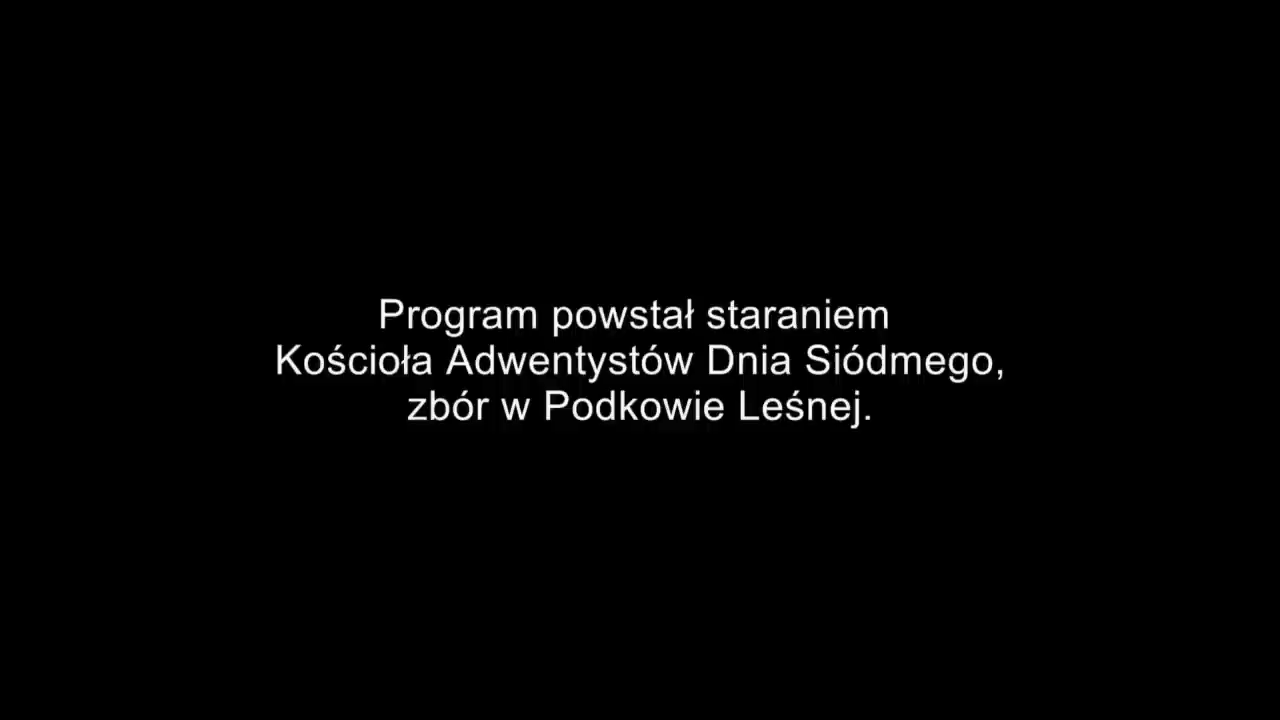 Program powstał staraniem
Kościoła Adwentystów Dnia Siódmego,
zbór w Podkowie Leśnej.